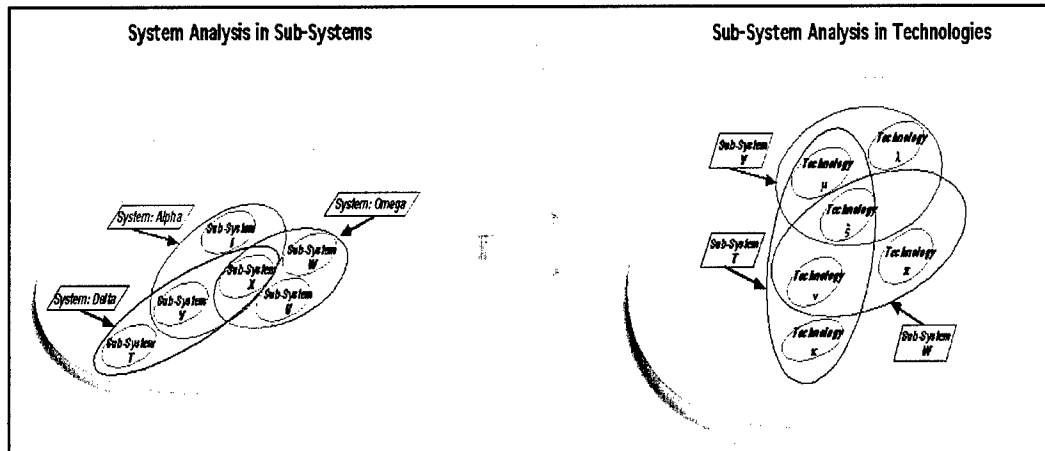 System Analysis in Sub-Systems
Sub-System Analysis in Technologies
System: Alpha
System: Omega
System: Delta
Sub-System
Sub-System
W
Sub-System
X
Sub-System
Y
Sub-System
U
Sub-System
T
Sub-System
Y
Technology
μ
Technology
λ
Technology
ξ
Sub-System
T
Technology
ν
Technology
π
Technology
κ
Sub-System
W